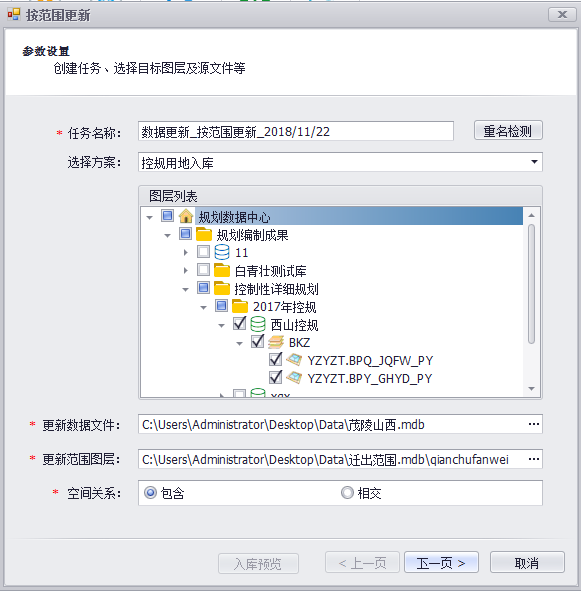 按范围更新
参数设置
创建任务、选择目标图层及源文件等
* 任务名称: 数据更新_按范围更新_2018/11/22 重名检测
选择方案: 控规用地入库
图层列表
规划数据中心
规划编制成果
11
白青壮测试库
控制性详细规划
2017年控规
西山控规
BKZ
YZYZT.BPQ_JQFW_PY
YZYZT.BPY_GHYD_PY
* 更新数据文件: C:\Users\Administrator\Desktop\Data\茂陵山西.mdb ...
* 更新范围图层: C:\Users\Administrator\Desktop\Data\迁出范围.mdb\qianchufanwei ...
* 空间关系: 包含 相交
入库预览 < 上一页 下一页 > 取消